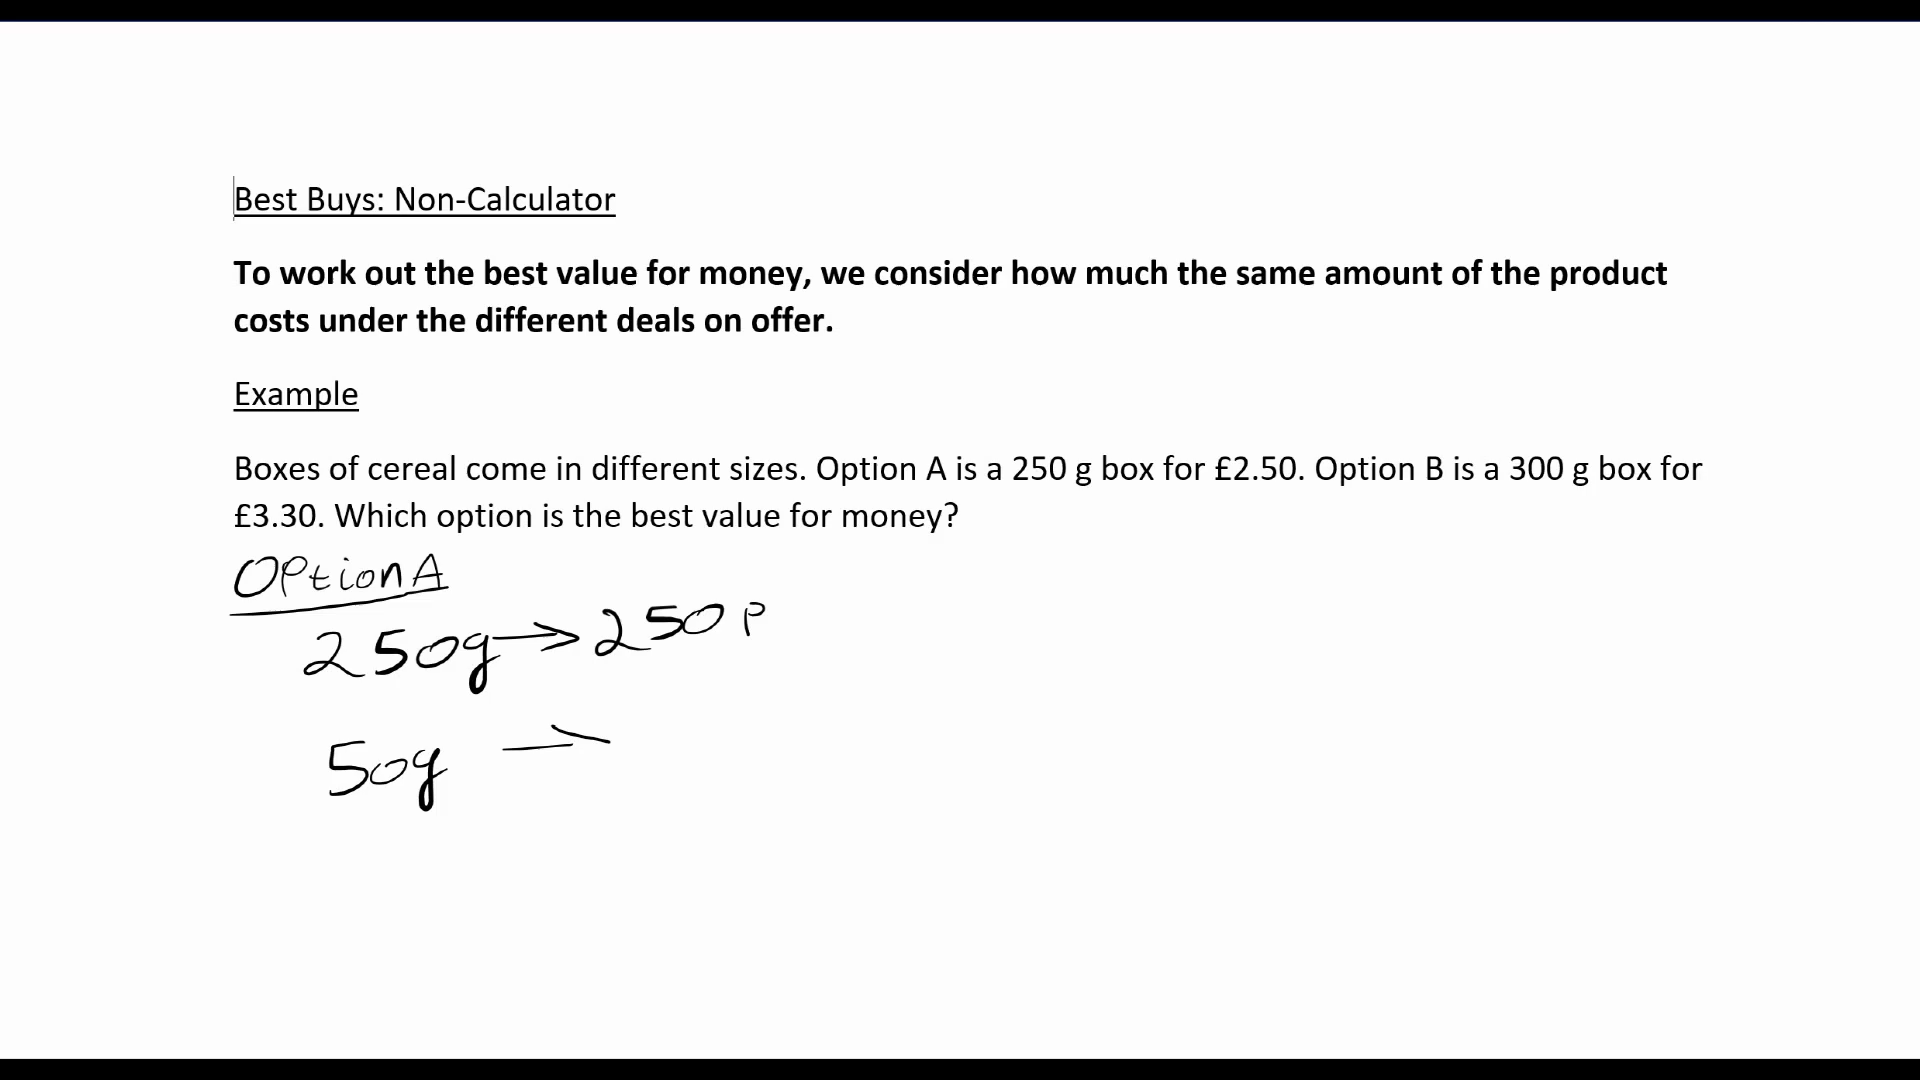 Best Buys: Non-Calculator
To work out the best value for money, we consider how much the same amount of the product
costs under the different deals on offer.
Example
Boxes of cereal come in different sizes. Option A is a 250 g box for £2.50. Option B is a 300 g box for
£3.30. Which option is the best value for money?
Option A
250g → 250 p
50g →